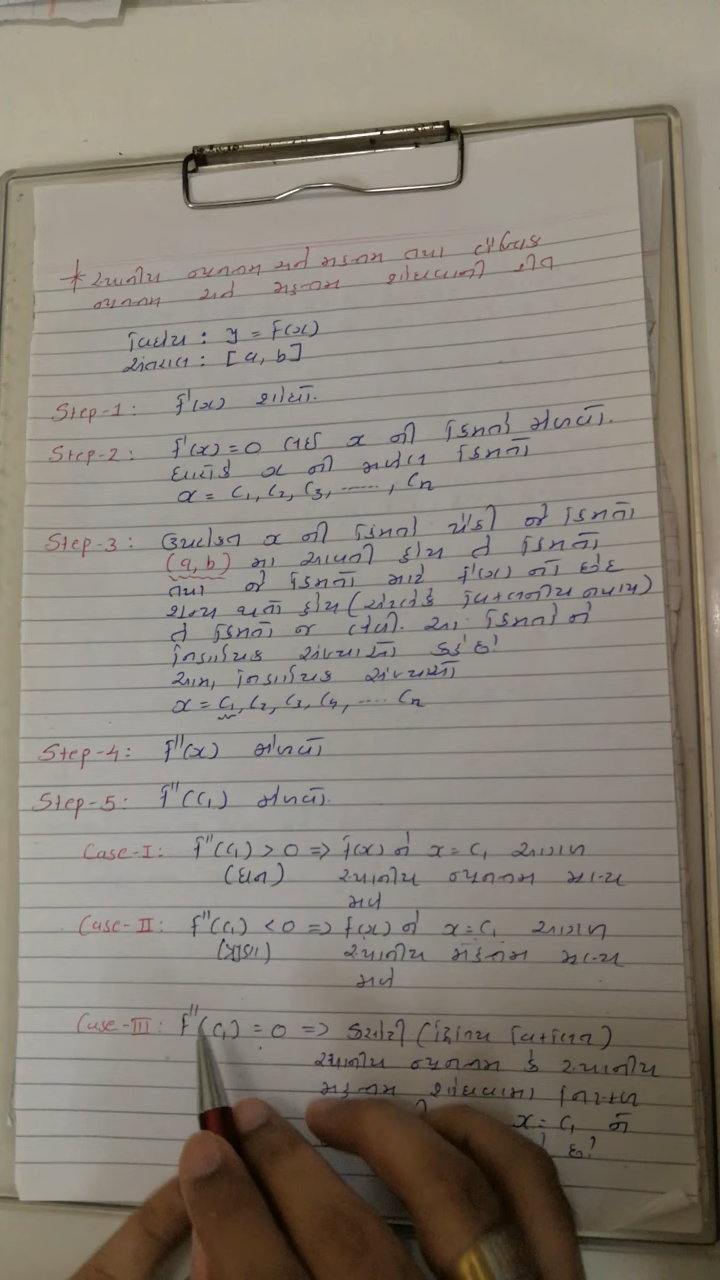 * સ્થાનીય ન્યૂનતમ અને મહત્તમ તથા વૈશ્વિક
ન્યૂનતમ અને મહત્તમ શોધવાની રીત
વિધેય : y = f(x)
અંતરાલ : [a, b]
Step-1: f'(x) શોધો.
Step-2: f'(x) = 0 લઈ x ની કિંમતો મેળવો.
ધારોકે x ની મળેલ કિંમતો
x = C₁, C₂, C₃, ....... , Cn
Step-3: ઉપરોક્ત x ની કિંમતો પૈકી જે કિંમતો
(a, b) માં આવતી હોય તે કિંમતો
તથા જે કિંમતો માટે f'(x) નો છેદ
શૂન્ય થતો હોય (એટલેકે વિકલનીય નથાય)
તે કિંમતો જ લેવી. આ કિંમતો ને
નિર્ણાયક સંખ્યાઓ કહે છે.
આમ, નિર્ણાયક સંખ્યાઓ
x = C₁, C₂, C₃, C₄, .... Cn
Step-4: f''(x) મેળવો
Step-5: f''(C₁) મેળવો.
Case-I: f''(C₁) > 0 => f(x) ને x = C₁ આગળ
(ધન) સ્થાનીય ન્યૂનતમ મૂલ્ય
મળે
Case-II: f''(C₁) < 0 => f(x) ને x = C₁ આગળ
(ઋણ) સ્થાનીય મહત્તમ મૂલ્ય
મળે
Case-III: f''(C₁) = 0 => કસોટી (દ્વિતીય વિકલન)
સ્થાનીય ન્યૂનતમ કે સ્થાનીય
મહત્તમ શોધવામાં નિષ્ફળ
x = C₁ ને
છે.